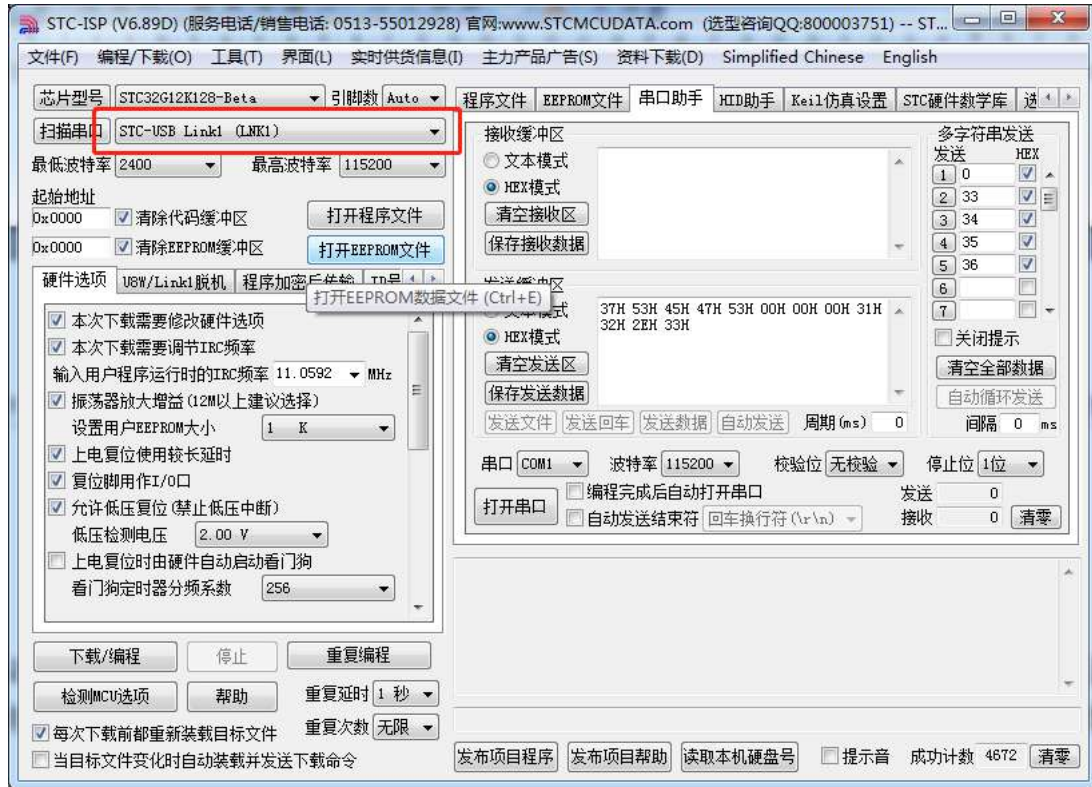 STC-ISP (V6.89D) (服务电话/销售电话: 0513-55012928) 官网:www.STCMCUDATA.com (选型咨询QQ:800003751) -- ST...
文件(F) 编程/下载(O) 工具(T) 界面(L) 实时供货信息(I) 主力产品广告(S) 资料下载(D) Simplified Chinese English
芯片型号 STC32G12K128-Beta 引脚数 Auto
扫描串口 STC-USB Link1 (LNK1)
最低波特率 2400 最高波特率 115200
起始地址
0x0000 清除代码缓冲区 打开程序文件
0x0000 清除EEPROM缓冲区 打开EEPROM文件
硬件选项 U8W/Link1脱机 程序加密后传输 ID号
打开EEPROM数据文件 (Ctrl+E)
本次下载需要修改硬件选项
本次下载需要调节IRC频率
输入用户程序运行时的IRC频率 11.0592 MHz
振荡器放大增益(12M以上建议选择)
设置用户EEPROM大小 1 K
上电复位使用较长延时
复位脚用作I/O口
允许低压复位(禁止低压中断)
低压检测电压 2.00 V
上电复位时由硬件自动启动看门狗
看门狗定时器分频系数 256
下载/编程 停止 重复编程
检测MCU选项 帮助 重复延时 1 秒
每次下载前都重新装载目标文件 重复次数 无限
当目标文件变化时自动装载并发送下载命令
程序文件 EEPROM文件 串口助手 HID助手 Keil仿真设置 STC硬件数学库 选
接收缓冲区
文本模式
HEX模式
清空接收区
保存接收数据
多字符串发送
发送 HEX
1 0
2 33
3 34
4 35
5 36
6
7
关闭提示
清空全部数据
自动循环发送
间隔 0 ms
发送缓冲区
文本模式
HEX模式
清空发送区
保存发送数据
37H 53H 45H 47H 53H 00H 00H 00H 31H
32H 2EH 33H
发送文件 发送回车 发送数据 自动发送 周期(ms) 0
串口 COM1 波特率 115200 校验位 无校验 停止位 1位
打开串口 编程完成后自动打开串口 发送 0
自动发送结束符 回车换行符(\r\n) 接收 0 清零
发布项目程序 发布项目帮助 读取本机硬盘号 提示音 成功计数 4672 清零